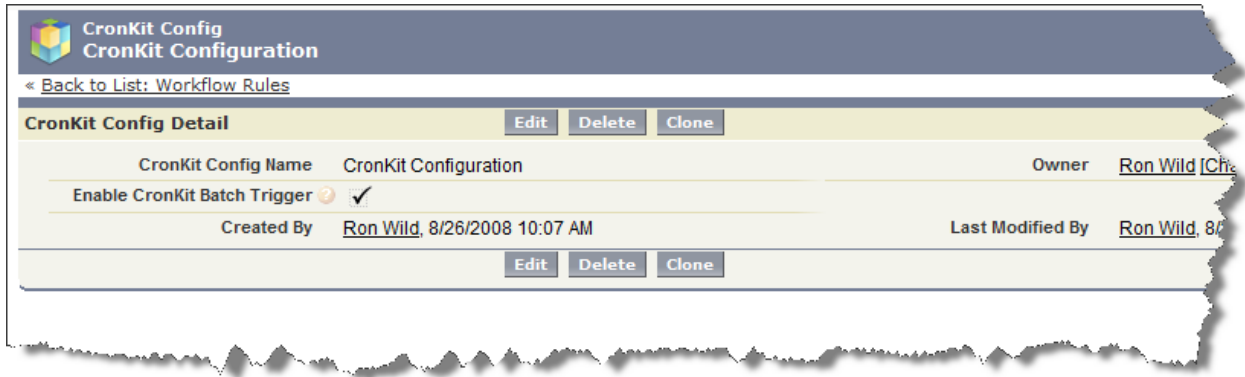 CronKit Config
CronKit Configuration
« Back to List: Workflow Rules
CronKit Config Detail Edit Delete Clone
CronKit Config Name CronKit Configuration Owner Ron Wild
Enable CronKit Batch Trigger ?
Created By Ron Wild, 8/26/2008 10:07 AM Last Modified By Ron Wild,
Edit Delete Clone